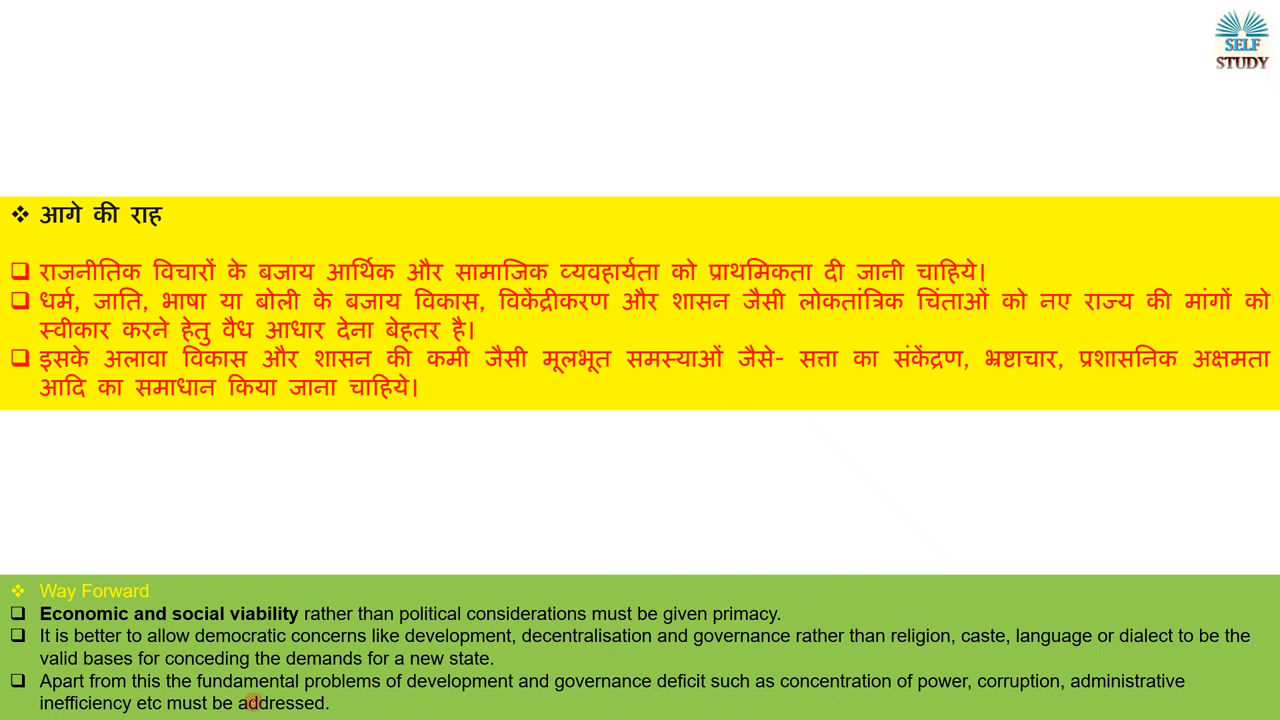 SELF
STUDY
❖ आगे की राह
❑ राजनीतिक विचारों के बजाय आर्थिक और सामाजिक व्यवहार्यता को प्राथमिकता दी जानी चाहिये।
❑ धर्म, जाति, भाषा या बोली के बजाय विकास, विकेंद्रीकरण और शासन जैसी लोकतांत्रिक चिंताओं को नए राज्य की मांगों को
स्वीकार करने हेतु वैध आधार देना बेहतर है।
❑ इसके अलावा विकास और शासन की कमी जैसी मूलभूत समस्याओं जैसे- सत्ता का संकेंद्रण, भ्रष्टाचार, प्रशासनिक अक्षमता
आदि का समाधान किया जाना चाहिये।
❖ Way Forward
❑ Economic and social viability rather than political considerations must be given primacy.
❑ It is better to allow democratic concerns like development, decentralisation and governance rather than religion, caste, language or dialect to be the
valid bases for conceding the demands for a new state.
❑ Apart from this the fundamental problems of development and governance deficit such as concentration of power, corruption, administrative
inefficiency etc must be addressed.